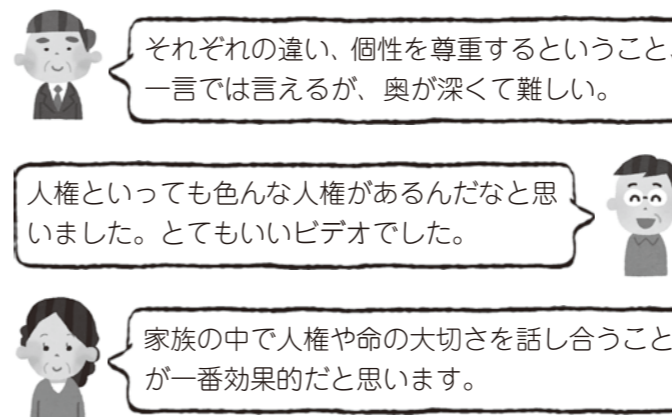 それぞれの違い、個性を尊重するということ、
一言では言えるが、奥が深くて難しい。
人権といっても色んな人権があるんだなと思
いました。とてもいいビデオでした。
家族の中で人権や命の大切さを話し合うこと
が一番効果的だと思います。